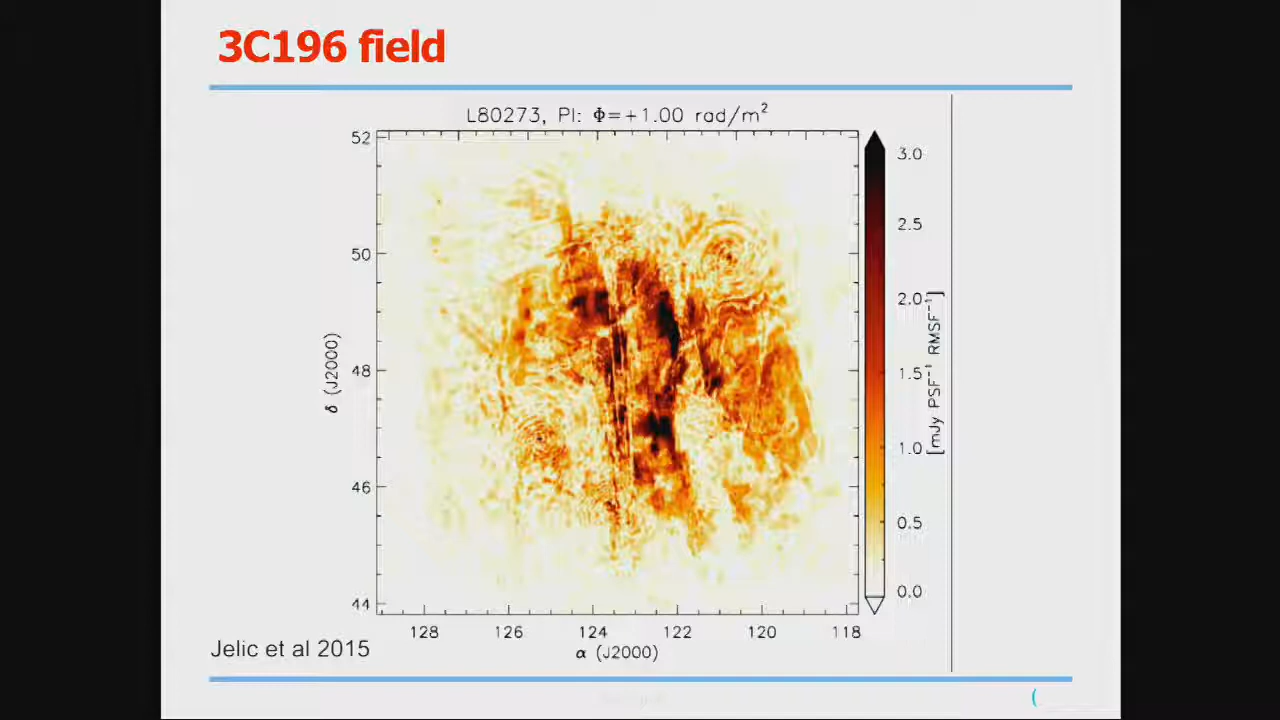 3C196 field
L80273, PI: Φ=+1.00 rad/m²
52
50
48
46
44
δ (J2000)
128 126 124 122 120 118
α (J2000)
3.0
2.5
2.0
1.5
1.0
0.5
0.0
[mJy PSF⁻¹ RMSF⁻¹]
Jelic et al 2015
(